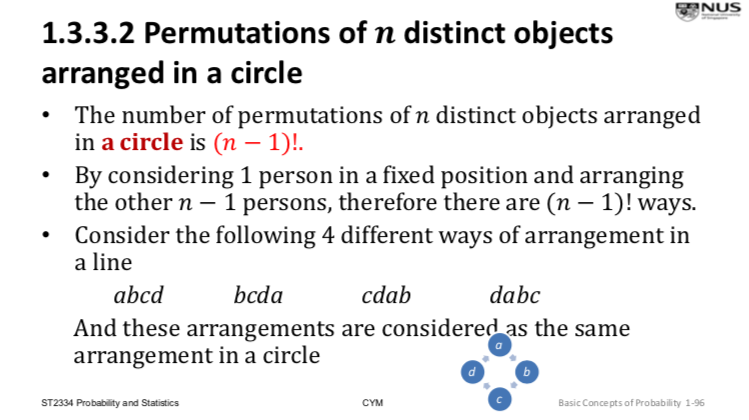 NUS
1.3.3.2 Permutations of n distinct objects
arranged in a circle
• The number of permutations of n distinct objects arranged
in a circle is (n − 1)!.
• By considering 1 person in a fixed position and arranging
the other n − 1 persons, therefore there are (n − 1)! ways.
• Consider the following 4 different ways of arrangement in
a line
abcd bcda cdab dabc
And these arrangements are considered as the same
arrangement in a circle
a
d b
c
ST2334 Probability and Statistics CYM Basic Concepts of Probability 1-96